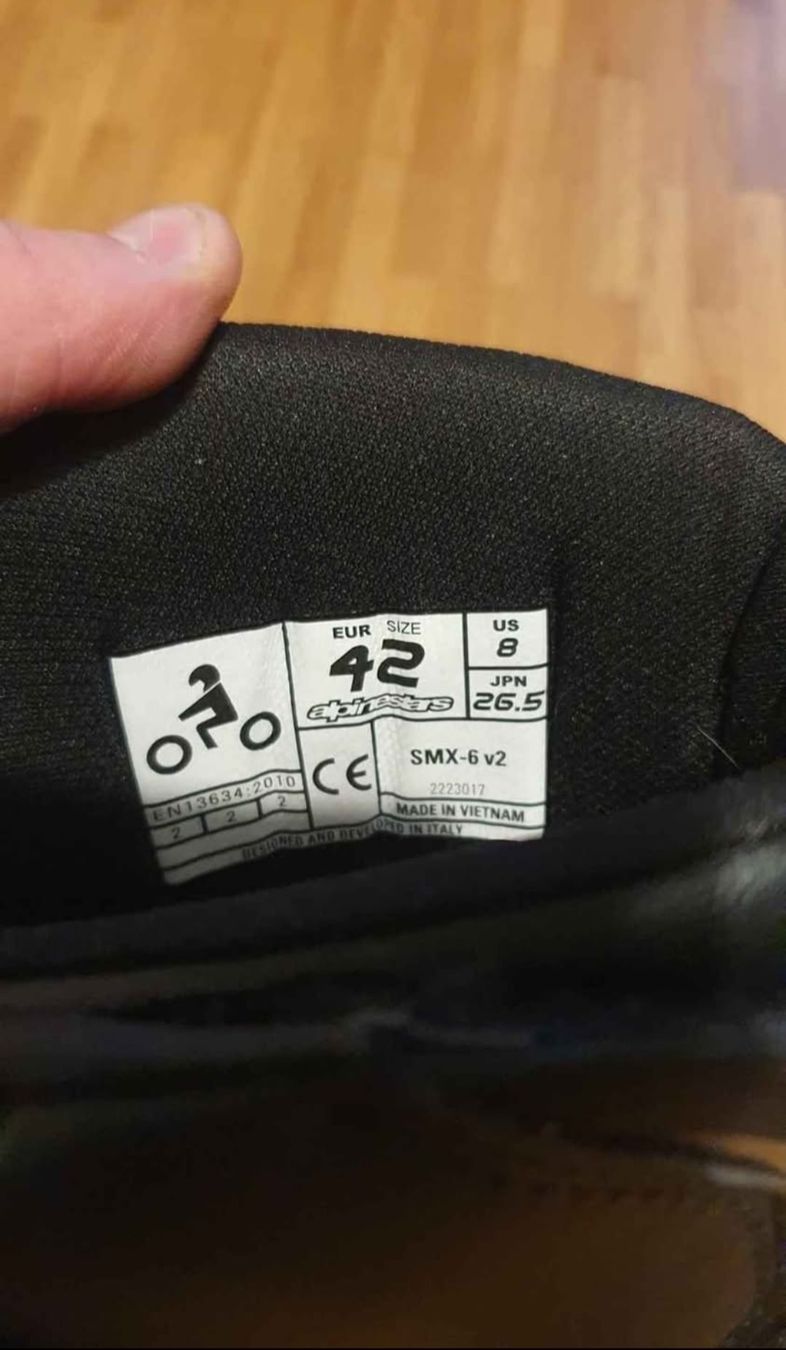 EUR SIZE
42
alpinestars
US
8
JPN
26.5
CE
SMX-6 v2
2223017
EN13634:2010
2 2 2
MADE IN VIETNAM
DESIGNED AND DEVELOPED IN ITALY